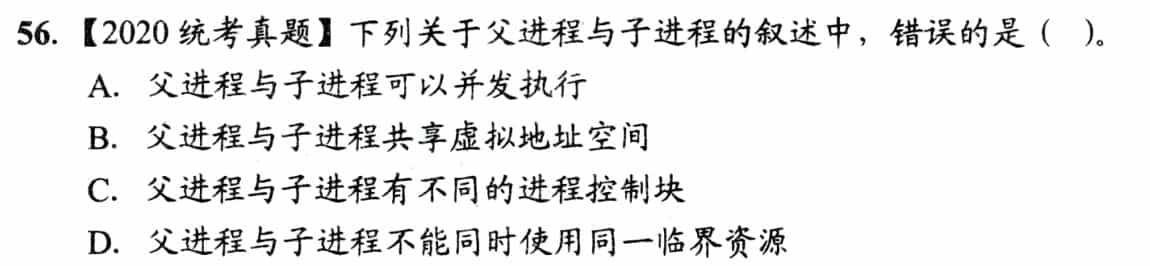 56. 【2020 统考真题】下列关于父进程与子进程的叙述中，错误的是（ ）。
A. 父进程与子进程可以并发执行
B. 父进程与子进程共享虚拟地址空间
C. 父进程与子进程有不同的进程控制块
D. 父进程与子进程不能同时使用同一临界资源